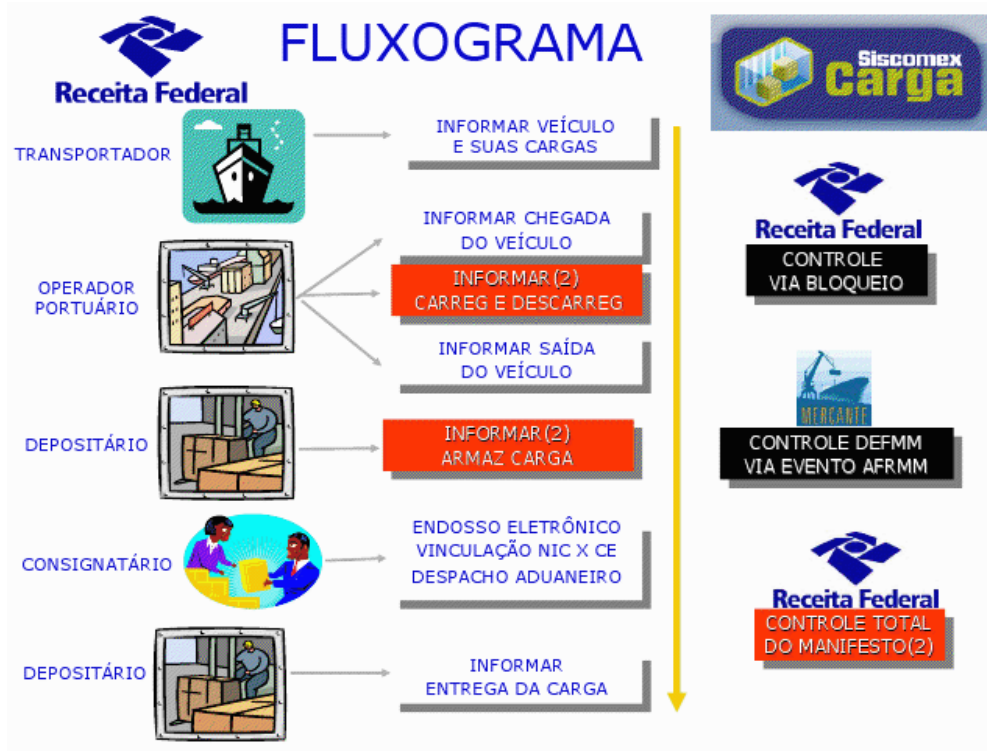 FLUXOGRAMA
Receita Federal
Siscomex
Carga
TRANSPORTADOR
INFORMAR VEÍCULO
E SUAS CARGAS
OPERADOR
PORTUÁRIO
INFORMAR CHEGADA
DO VEÍCULO
INFORMAR(2)
CARREG E DESCARREG
INFORMAR SAÍDA
DO VEÍCULO
DEPOSITÁRIO
INFORMAR(2)
ARMAZ CARGA
CONSIGNATÁRIO
ENDOSSO ELETRÔNICO
VINCULAÇÃO NIC X CE
DESPACHO ADUANEIRO
DEPOSITÁRIO
INFORMAR
ENTREGA DA CARGA
Receita Federal
CONTROLE
VIA BLOQUEIO
MERCANTE
CONTROLE DEFMM
VIA EVENTO AFRMM
Receita Federal
CONTROLE TOTAL
DO MANIFESTO(2)